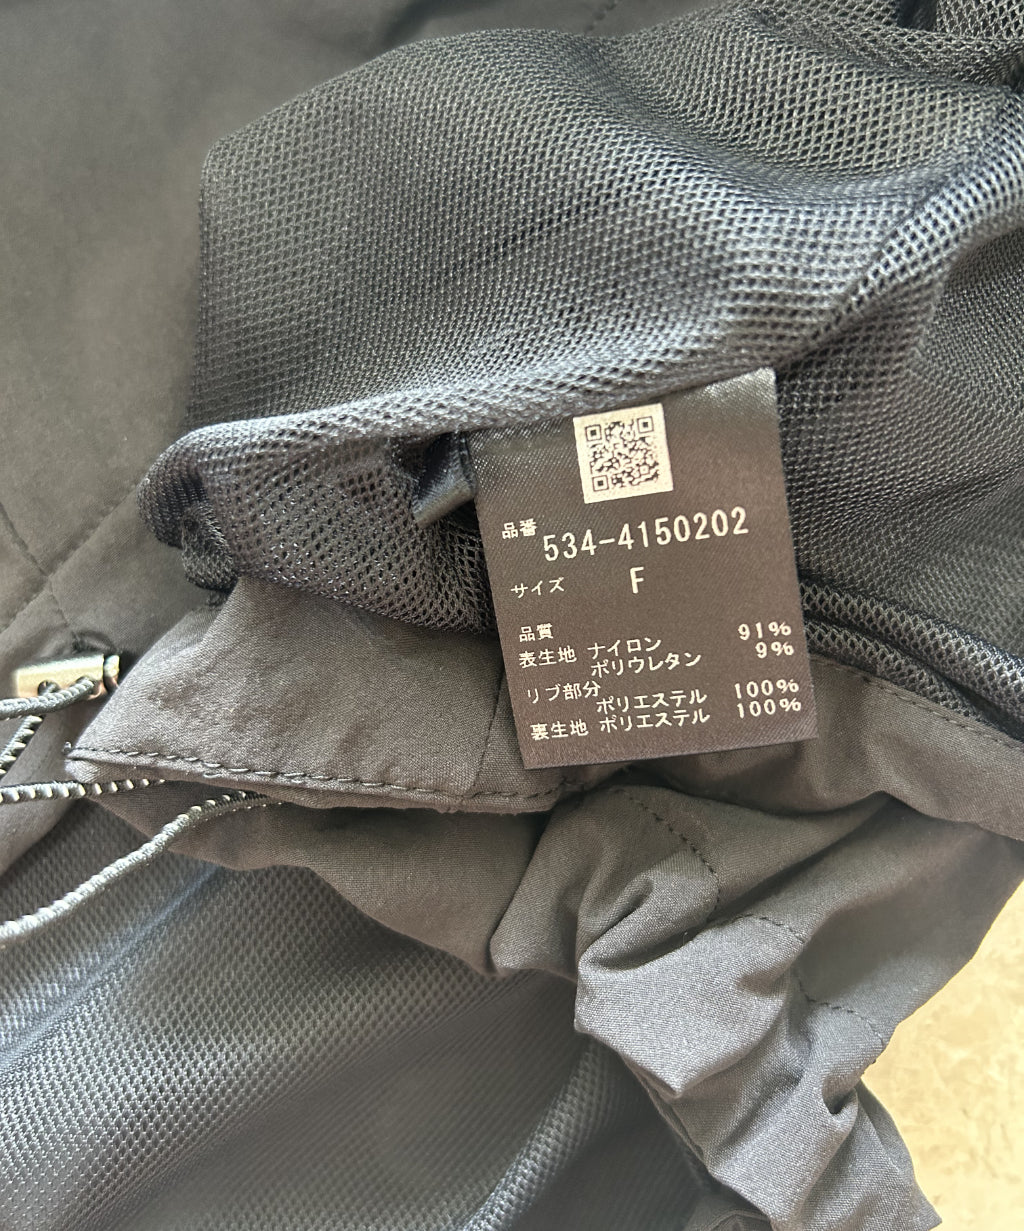 品番 534-4150202
サイズ F
品質
表生地 ナイロン 91%
ポリウレタン 9%
リブ部分
ポリエステル 100%
裏生地 ポリエステル 100%